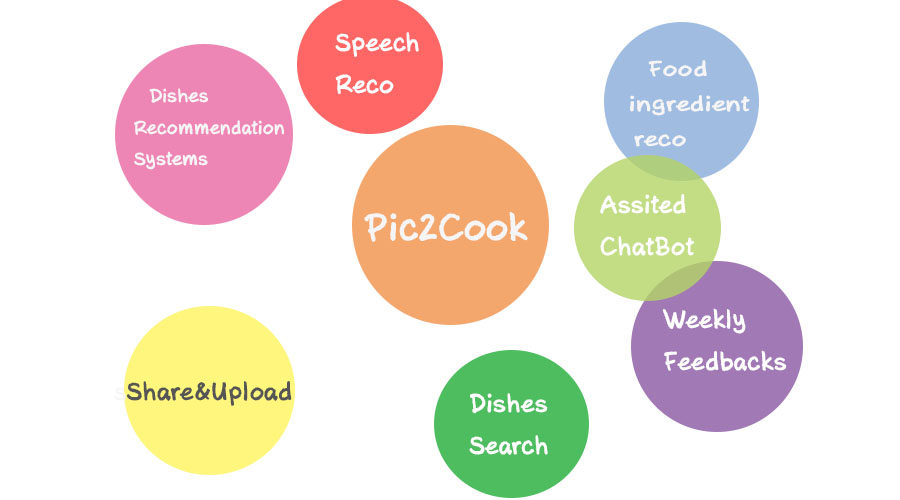 Speech
Reco
Dishes
Recommendation
Systems
Food
ingredient
reco
Pic2Cook
Assited
ChatBot
Weekly
Feedbacks
Share&Upload
Dishes
Search